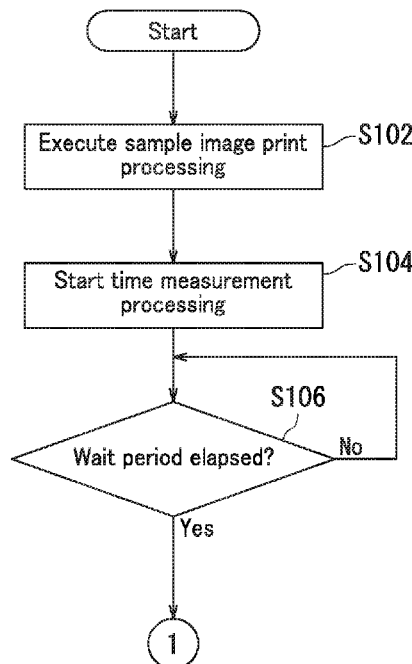 Start
Execute sample image print
processing
S102
Start time measurement
processing
S104
S106
Wait period elapsed?
No
Yes
1